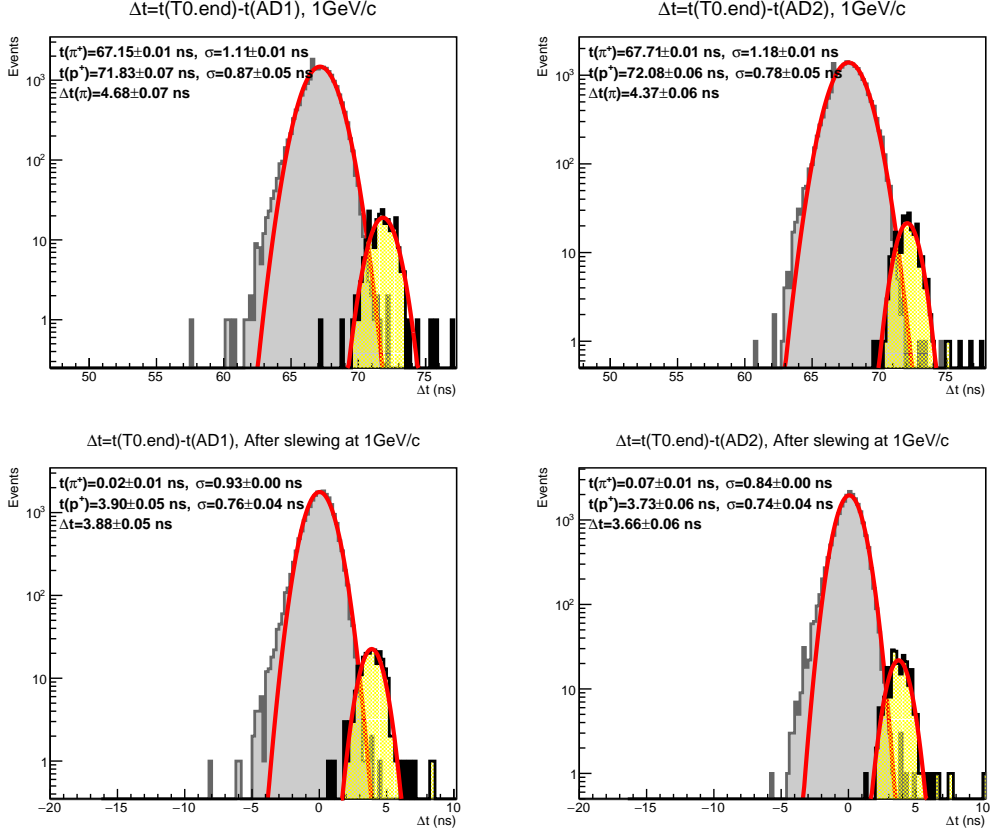 Δt=t(T0.end)-t(AD1), 1GeV/c
Events
t(π⁺)=67.15±0.01 ns, σ=1.11±0.01 ns
t(p⁺)=71.83±0.07 ns, σ=0.87±0.05 ns
Δt(π)=4.68±0.07 ns
10³
10²
10
1
50 55 60 65 70 75
Δt (ns)
Δt=t(T0.end)-t(AD2), 1GeV/c
Events
t(π⁺)=67.71±0.01 ns, σ=1.18±0.01 ns
t(p⁺)=72.08±0.06 ns, σ=0.78±0.05 ns
Δt(π)=4.37±0.06 ns
10³
10²
10
1
50 55 60 65 70 75
Δt (ns)
Δt=t(T0.end)-t(AD1), After slewing at 1GeV/c
Events
t(π⁺)=0.02±0.01 ns, σ=0.93±0.00 ns
t(p⁺)=3.90±0.05 ns, σ=0.76±0.04 ns
Δt=3.88±0.05 ns
10³
10²
10
1
−20 −15 −10 −5 0 5 10
Δt (ns)
Δt=t(T0.end)-t(AD2), After slewing at 1GeV/c
Events
t(π⁺)=0.07±0.01 ns, σ=0.84±0.00 ns
t(p⁺)=3.73±0.06 ns, σ=0.74±0.04 ns
Δt=3.66±0.06 ns
10³
10²
10
1
−20 −15 −10 −5 0 5 10
Δt (ns)